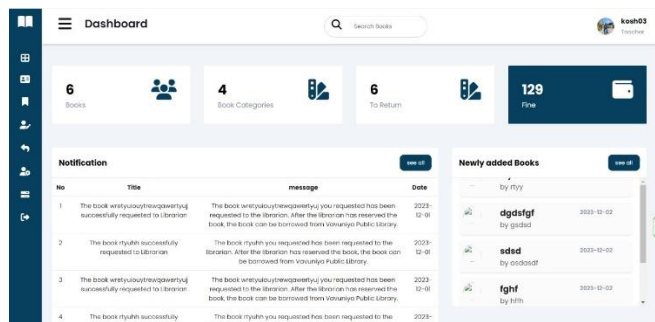 Dashboard
Search Books
kosh03
Teacher
6
Books
4
Book Categories
6
To Return
129
Fine
Notification
see all
No Title message Date
1 The book wretyuiouytrewqawertyuj successfully requested to Librarian
The book wretyuiouytrewqawertyuj you requested has been requested to the librarian. After the librarian has reserved the book, the book can be borrowed from Vavuniya Public Library.
2023-12-01
2 The book rtyuhh successfully requested to Librarian
The book rtyuhh you requested has been requested to the librarian. After the librarian has reserved the book, the book can be borrowed from Vavuniya Public Library.
2023-12-01
3 The book wretyuiouytrewqawertyuj successfully requested to Librarian
The book wretyuiouytrewqawertyuj you requested has been requested to the librarian. After the librarian has reserved the book, the book can be borrowed from Vavuniya Public Library.
2023-12-01
4 The book rtyuhh successfully
The book rtyuhh you requested has been requested to the
2023-
Newly added Books
see all
by rtyy
dgdsfgf
by gsdsd
2023-12-02
sdsd
by asdasdf
2023-12-02
fghf
by hfth
2023-12-02